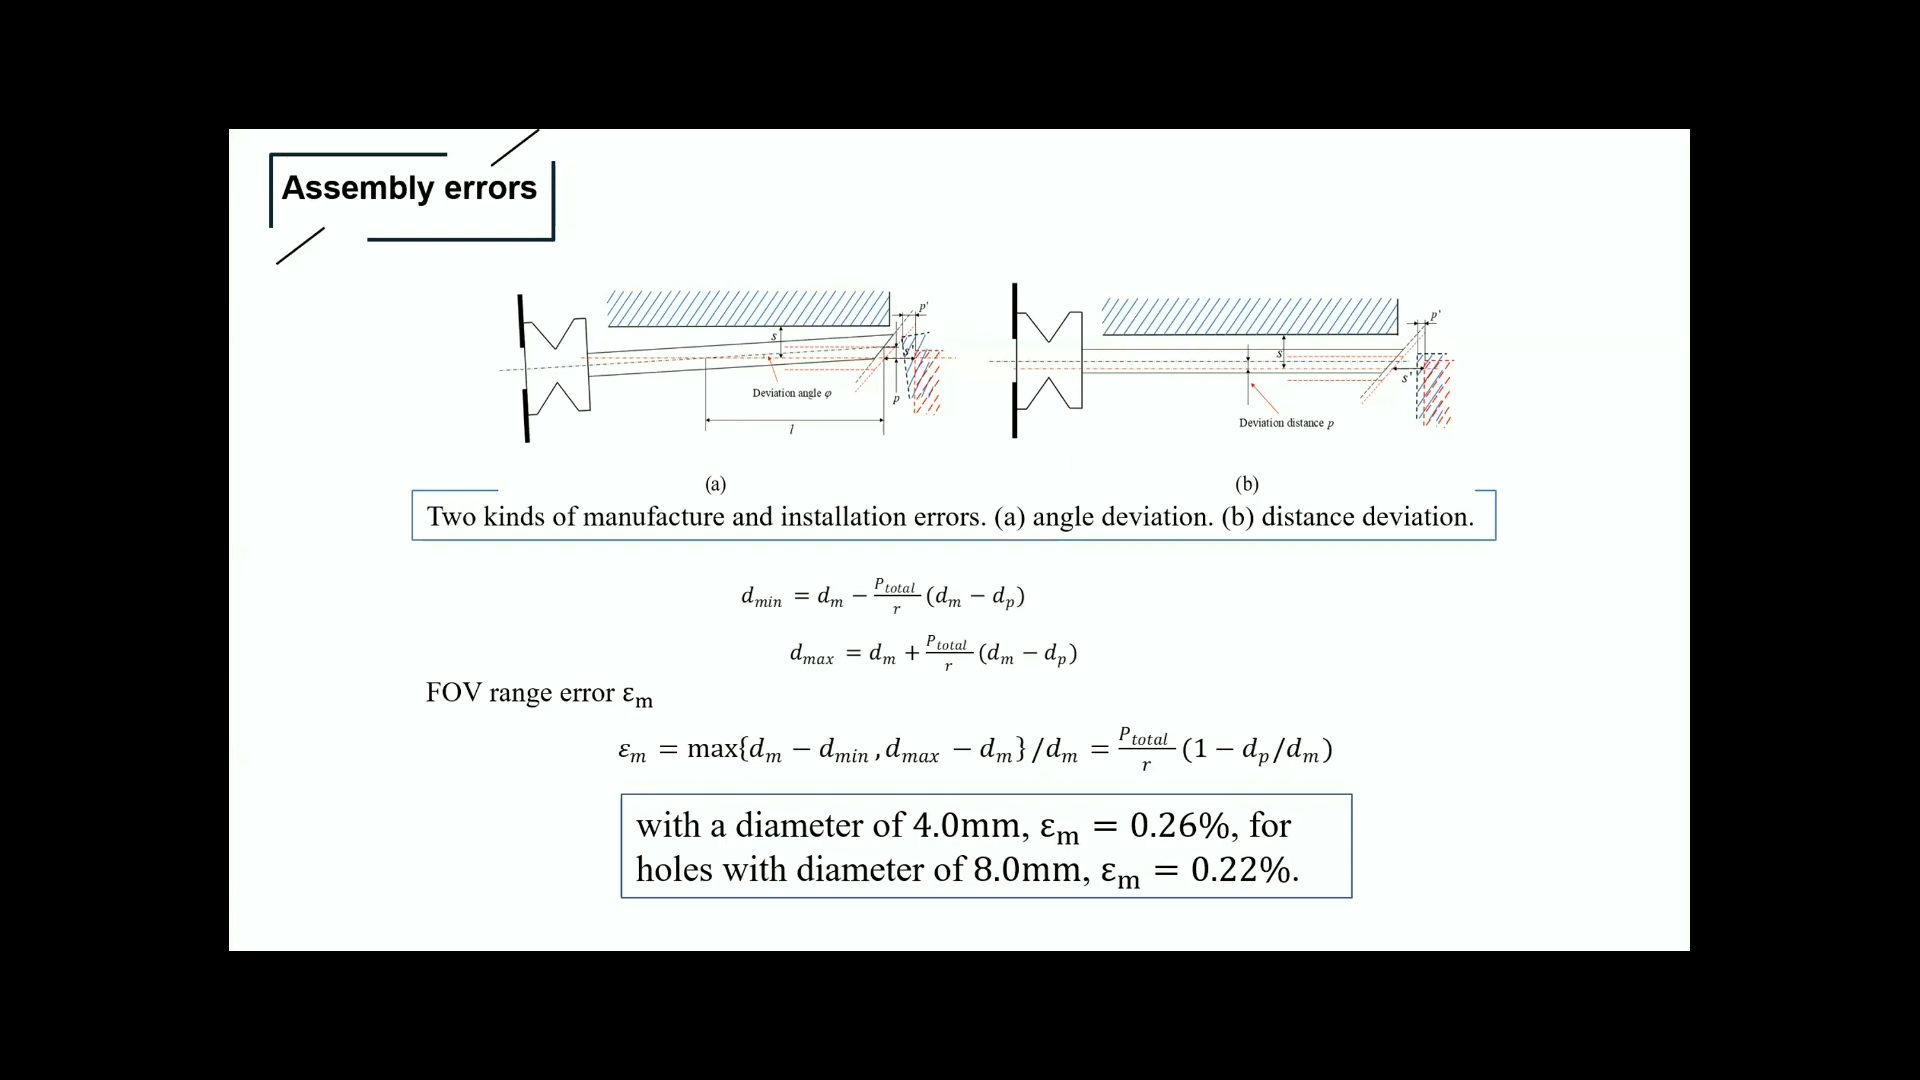 Assembly errors
s
p'
s'
Deviation angle φ
p
l
s
p'
s'
Deviation distance p
(a)
(b)
Two kinds of manufacture and installation errors. (a) angle deviation. (b) distance deviation.
d_min = d_m − P_total/r (d_m − d_p)
d_max = d_m + P_total/r (d_m − d_p)
FOV range error ε_m
ε_m = max{d_m − d_min , d_max − d_m}/d_m = P_total/r (1 − d_p/d_m)
with a diameter of 4.0mm, ε_m = 0.26%, for
holes with diameter of 8.0mm, ε_m = 0.22%.